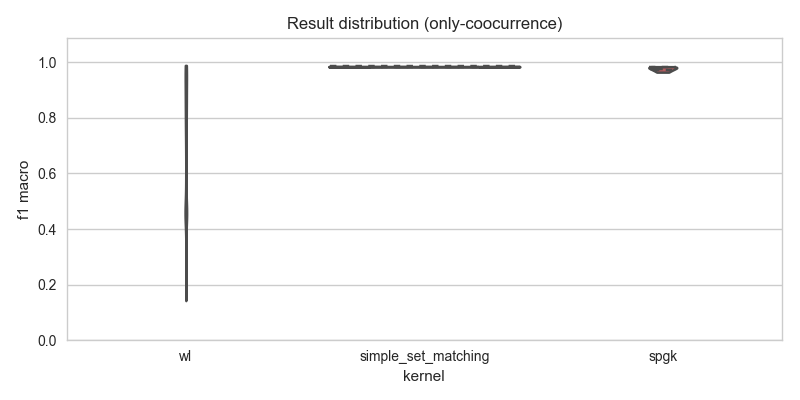 Result distribution (only-coocurrence)
f1 macro
1.0
0.8
0.6
0.4
0.2
0.0
wl simple_set_matching spgk
kernel